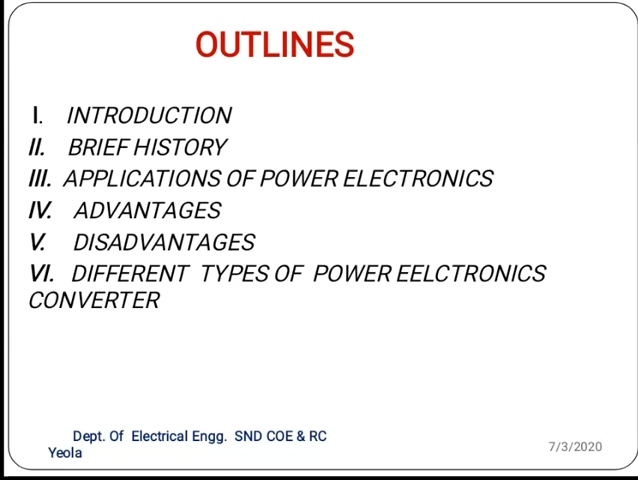 OUTLINES
I. INTRODUCTION
II. BRIEF HISTORY
III. APPLICATIONS OF POWER ELECTRONICS
IV. ADVANTAGES
V. DISADVANTAGES
VI. DIFFERENT TYPES OF POWER EELCTRONICS
CONVERTER
Dept. Of Electrical Engg. SND COE & RC
Yeola
7/3/2020